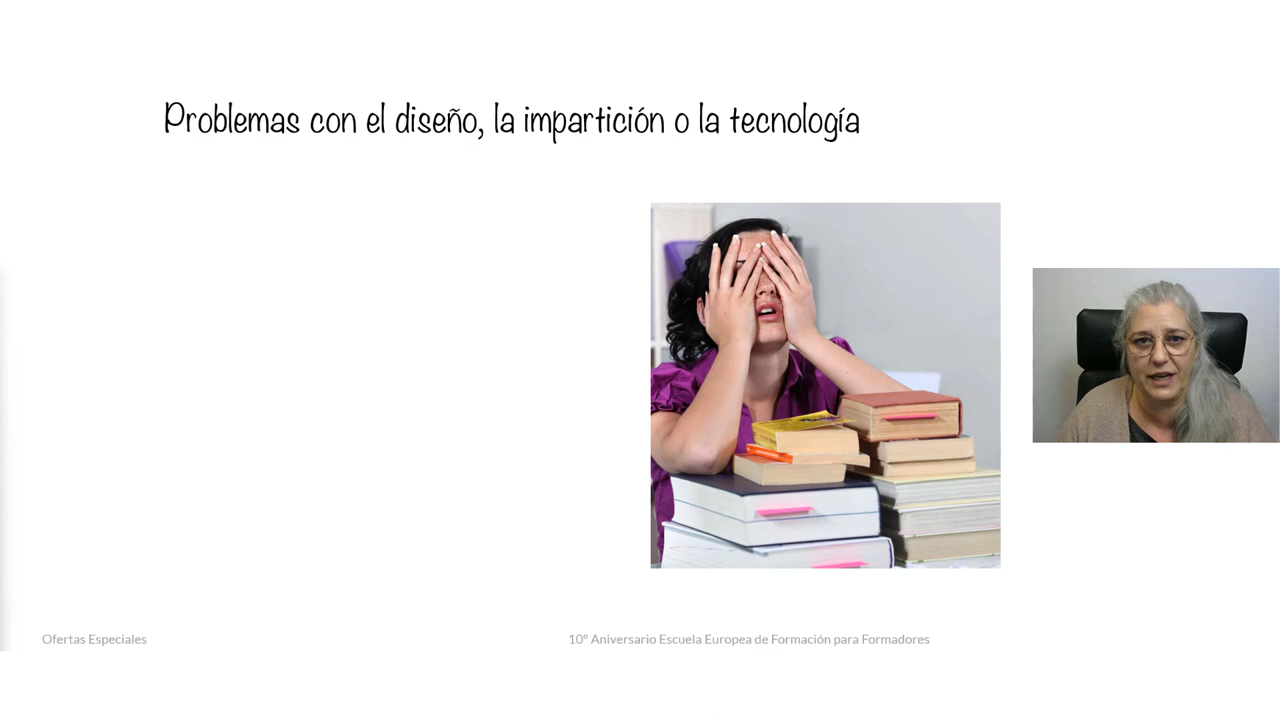 Problemas con el diseño, la impartición o la tecnología
Ofertas Especiales
10º Aniversario Escuela Europea de Formación para Formadores